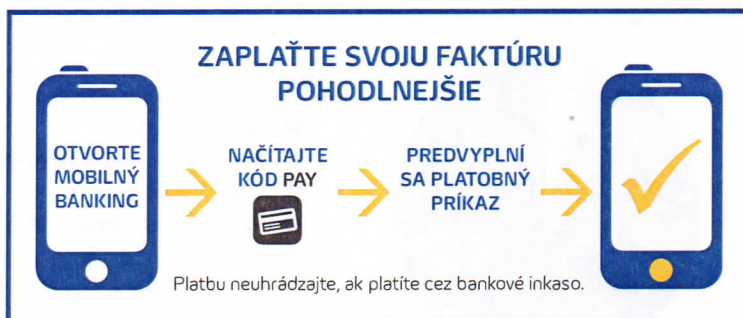 ZAPLAŤTE SVOJU FAKTÚRU
POHODLNEJŠIE
OTVORTE
MOBILNÝ
BANKING
NAČÍTAJTE
KÓD PAY
PREDVYPLNÍ
SA PLATOBNÝ
PRÍKAZ
Platbu neuhrádzajte, ak platíte cez bankové inkaso.